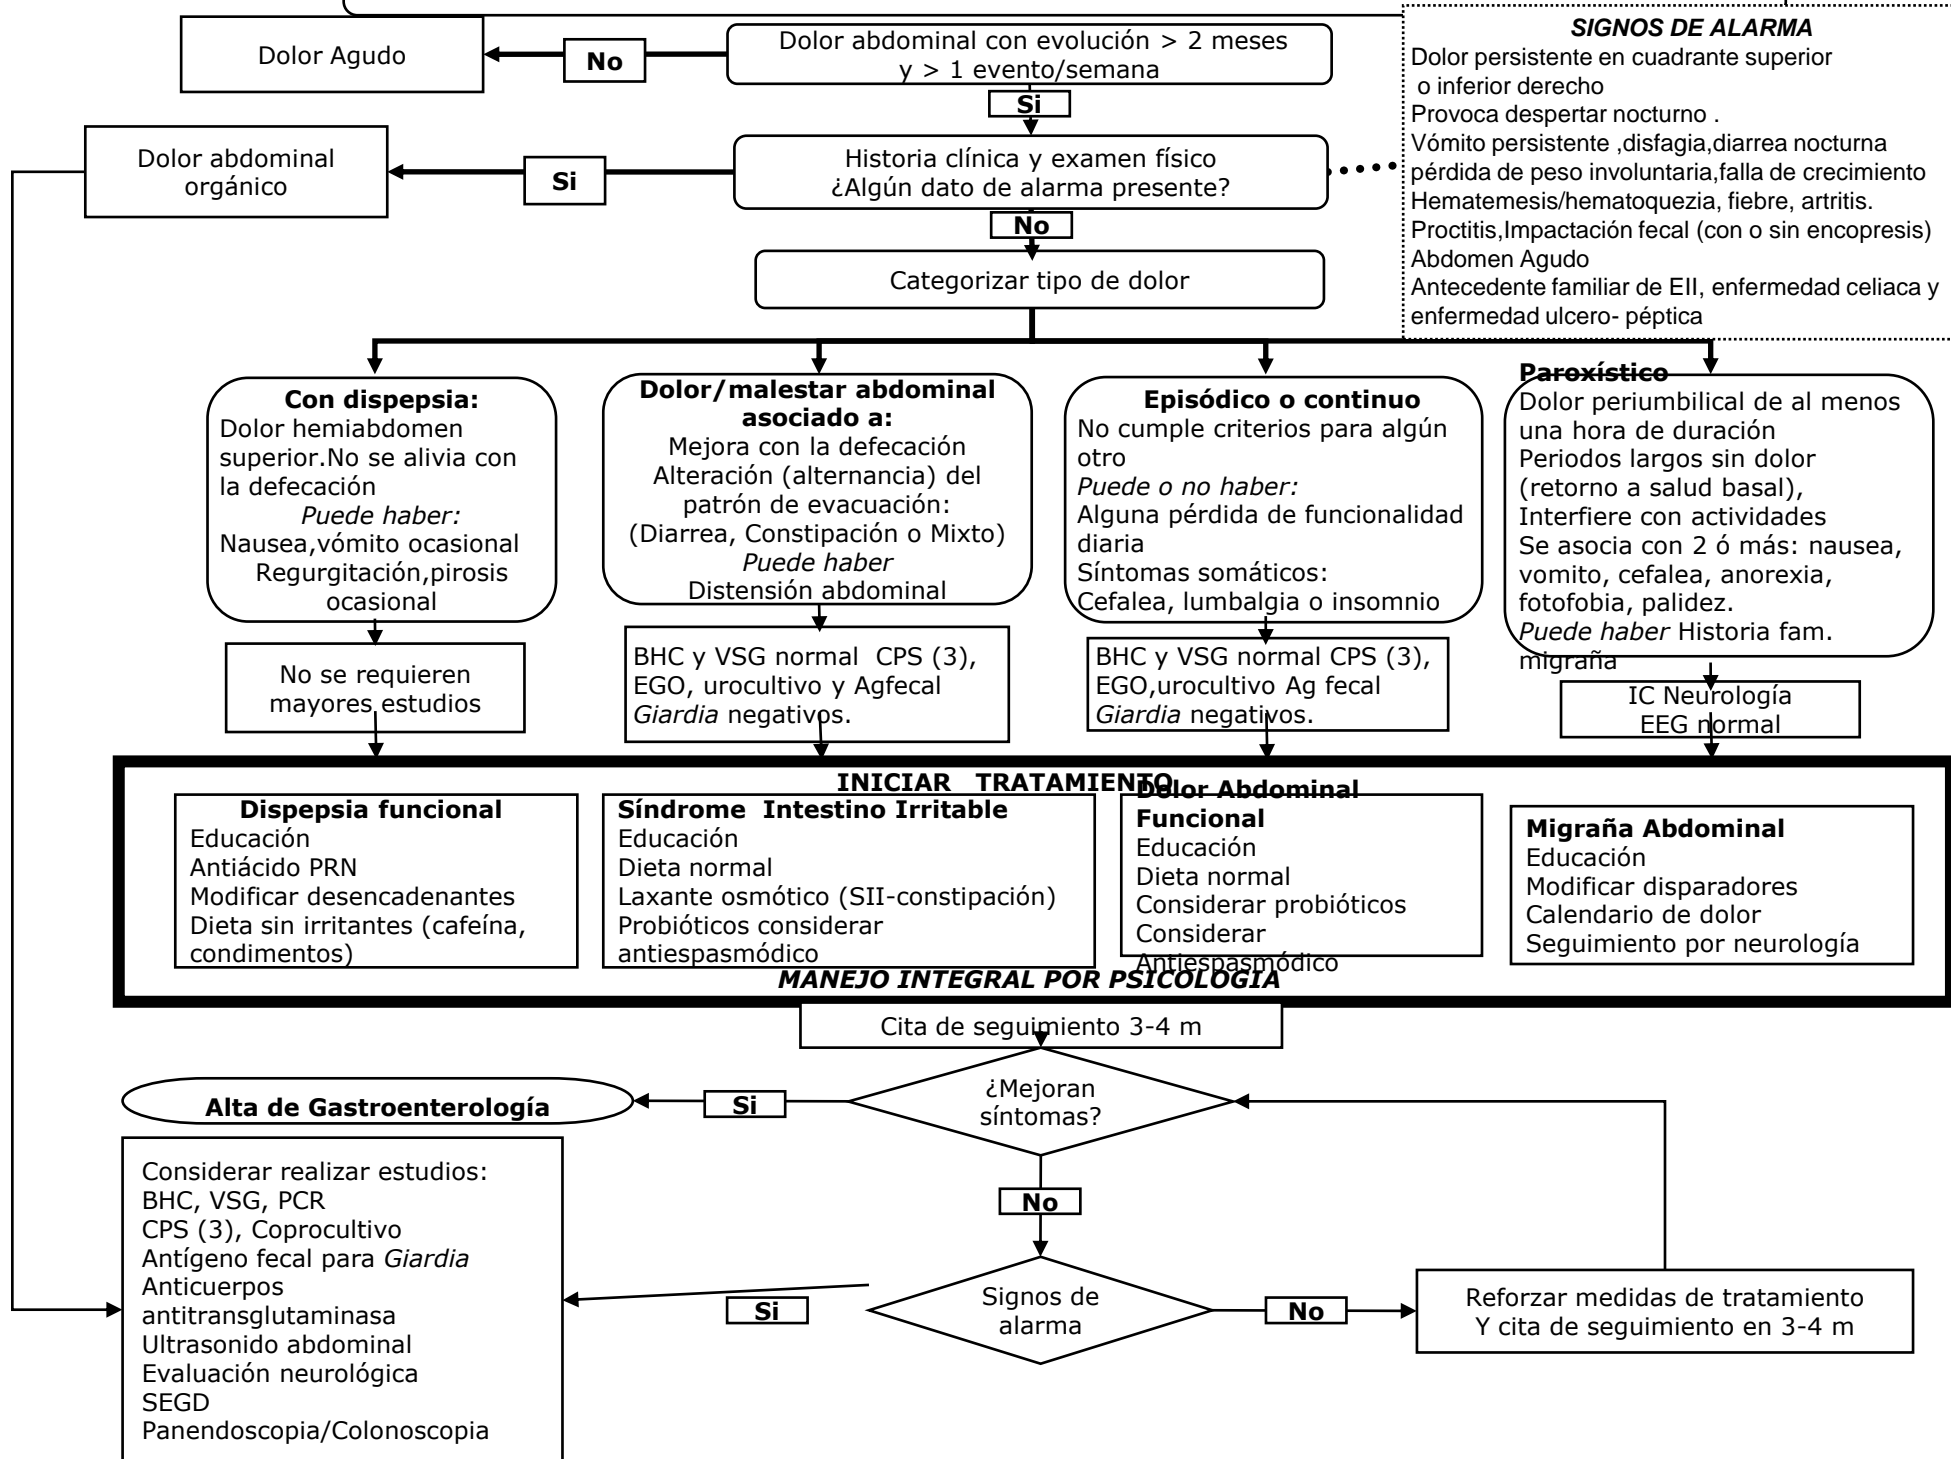 SIGNOS DE ALARMA
Dolor persistente en cuadrante superior
o inferior derecho
Provoca despertar nocturno .
Vómito persistente ,disfagia,diarrea nocturna
pérdida de peso involuntaria,falla de crecimiento
Hematemesis/hematoquezia, fiebre, artritis.
Proctitis,Impactación fecal (con o sin encopresis)
Abdomen Agudo
Antecedente familiar de EII, enfermedad celiaca y
enfermedad ulcero- péptica
Dolor Agudo
No
Dolor abdominal con evolución > 2 meses
y > 1 evento/semana
Si
Dolor abdominal
orgánico
Si
Historia clínica y examen físico
¿Algún dato de alarma presente?
No
Categorizar tipo de dolor
Con dispepsia:
Dolor hemiabdomen
superior.No se alivia con
la defecación
Puede haber:
Nausea,vómito ocasional
Regurgitación,pirosis
ocasional
Dolor/malestar abdominal
asociado a:
Mejora con la defecación
Alteración (alternancia) del
patrón de evacuación:
(Diarrea, Constipación o Mixto)
Puede haber
Distensión abdominal
Episódico o continuo
No cumple criterios para algún
otro
Puede o no haber:
Alguna pérdida de funcionalidad
diaria
Síntomas somáticos:
Cefalea, lumbalgia o insomnio
Paroxístico
Dolor periumbilical de al menos
una hora de duración
Periodos largos sin dolor
(retorno a salud basal),
Interfiere con actividades
Se asocia con 2 ó más: nausea,
vomito, cefalea, anorexia,
fotofobia, palidez.
Puede haber Historia fam.
migraña
No se requieren
mayores estudios
BHC y VSG normal CPS (3),
EGO, urocultivo y Agfecal
Giardia negativos.
BHC y VSG normal CPS (3),
EGO,urocultivo Ag fecal
Giardia negativos.
IC Neurología
EEG normal
INICIAR TRATAMIENTO
Dispepsia funcional
Educación
Antiácido PRN
Modificar desencadenantes
Dieta sin irritantes (cafeína,
condimentos)
Síndrome Intestino Irritable
Educación
Dieta normal
Laxante osmótico (SII-constipación)
Probióticos considerar
antiespasmódico
Dolor Abdominal
Funcional
Educación
Dieta normal
Considerar probióticos
Considerar
Antiespasmódico
Migraña Abdominal
Educación
Modificar disparadores
Calendario de dolor
Seguimiento por neurología
MANEJO INTEGRAL POR PSICOLOGIA
Cita de seguimiento 3-4 m
¿Mejoran
síntomas?
Si
Alta de Gastroenterología
No
Considerar realizar estudios:
BHC, VSG, PCR
CPS (3), Coprocultivo
Antígeno fecal para Giardia
Anticuerpos
antitransglutaminasa
Ultrasonido abdominal
Evaluación neurológica
SEGD
Panendoscopia/Colonoscopia
Si
Signos de
alarma
No
Reforzar medidas de tratamiento
Y cita de seguimiento en 3-4 m